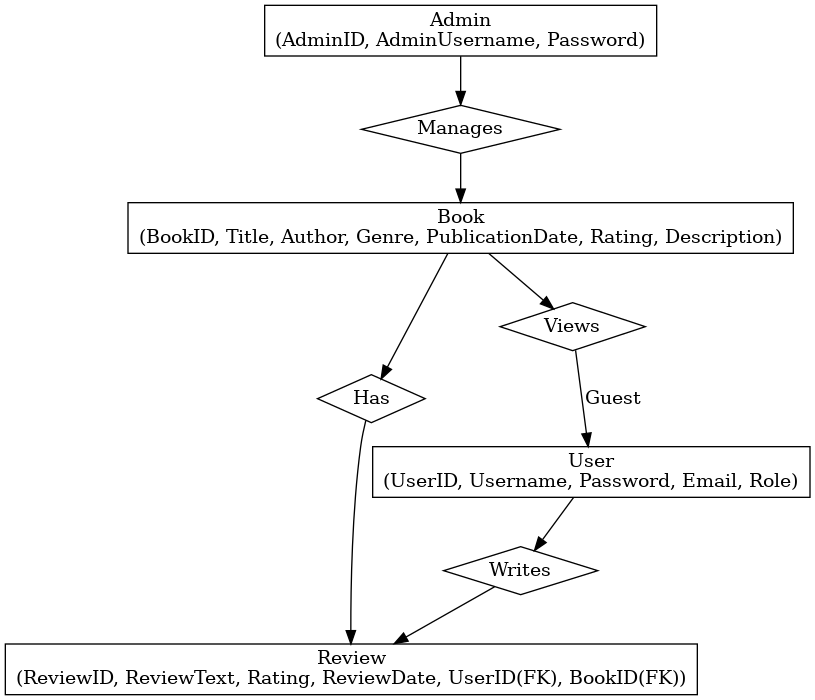 Admin
(AdminID, AdminUsername, Password)
Manages
Book
(BookID, Title, Author, Genre, PublicationDate, Rating, Description)
Views
Has
Guest
User
(UserID, Username, Password, Email, Role)
Writes
Review
(ReviewID, ReviewText, Rating, ReviewDate, UserID(FK), BookID(FK))